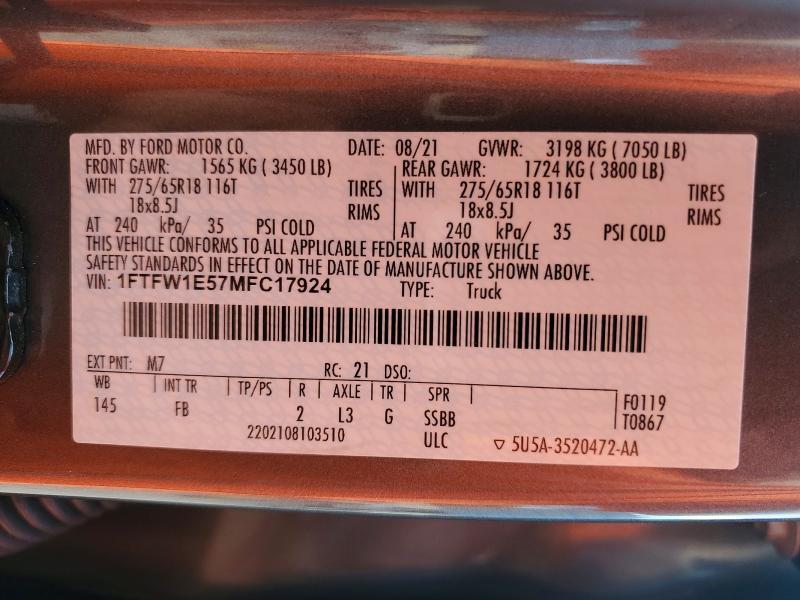 MFD. BY FORD MOTOR CO. DATE: 08/21 GVWR: 3198 KG ( 7050 LB)
FRONT GAWR: 1565 KG ( 3450 LB) REAR GAWR: 1724 KG ( 3800 LB)
WITH 275/65R18 116T TIRES WITH 275/65R18 116T TIRES
18x8.5J RIMS 18x8.5J RIMS
AT 240 kPa/ 35 PSI COLD AT 240 kPa/ 35 PSI COLD
THIS VEHICLE CONFORMS TO ALL APPLICABLE FEDERAL MOTOR VEHICLE
SAFETY STANDARDS IN EFFECT ON THE DATE OF MANUFACTURE SHOWN ABOVE.
VIN: 1FTFW1E57MFC17924 TYPE: Truck
EXT PNT: M7 RC: 21 DSO:
WB INT TR TP/PS R AXLE TR SPR F0119
145 FB 2 L3 G SSBB T0867
2202108103510 ULC ▽ 5U5A-3520472-AA